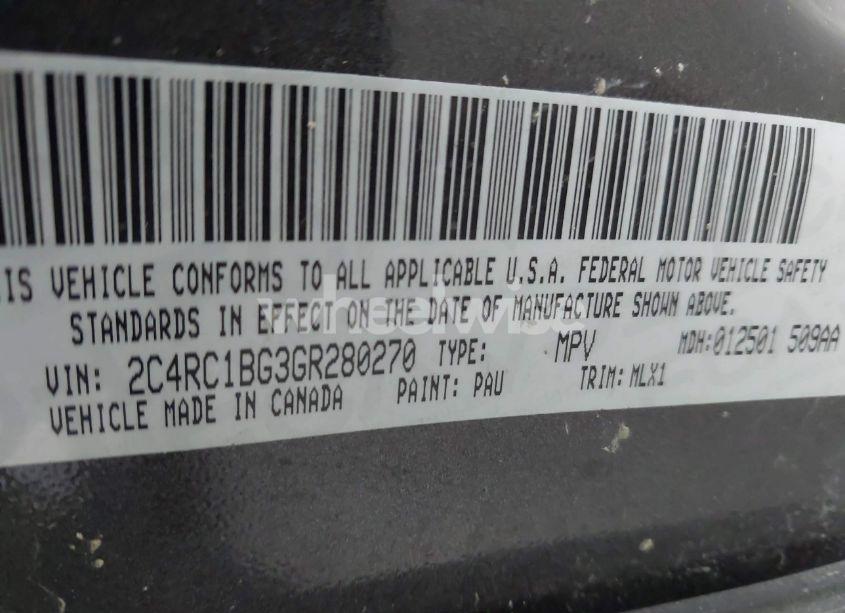 IS VEHICLE CONFORMS TO ALL APPLICABLE U.S.A. FEDERAL MOTOR VEHICLE SAFETY
STANDARDS IN EFFECT ON THE DATE OF MANUFACTURE SHOWN ABOVE.
VIN: 2C4RC1BG3GR280270 TYPE: MPV MDH:012501 509AA
VEHICLE MADE IN CANADA PAINT: PAU TRIM: MLX1
wheelwise